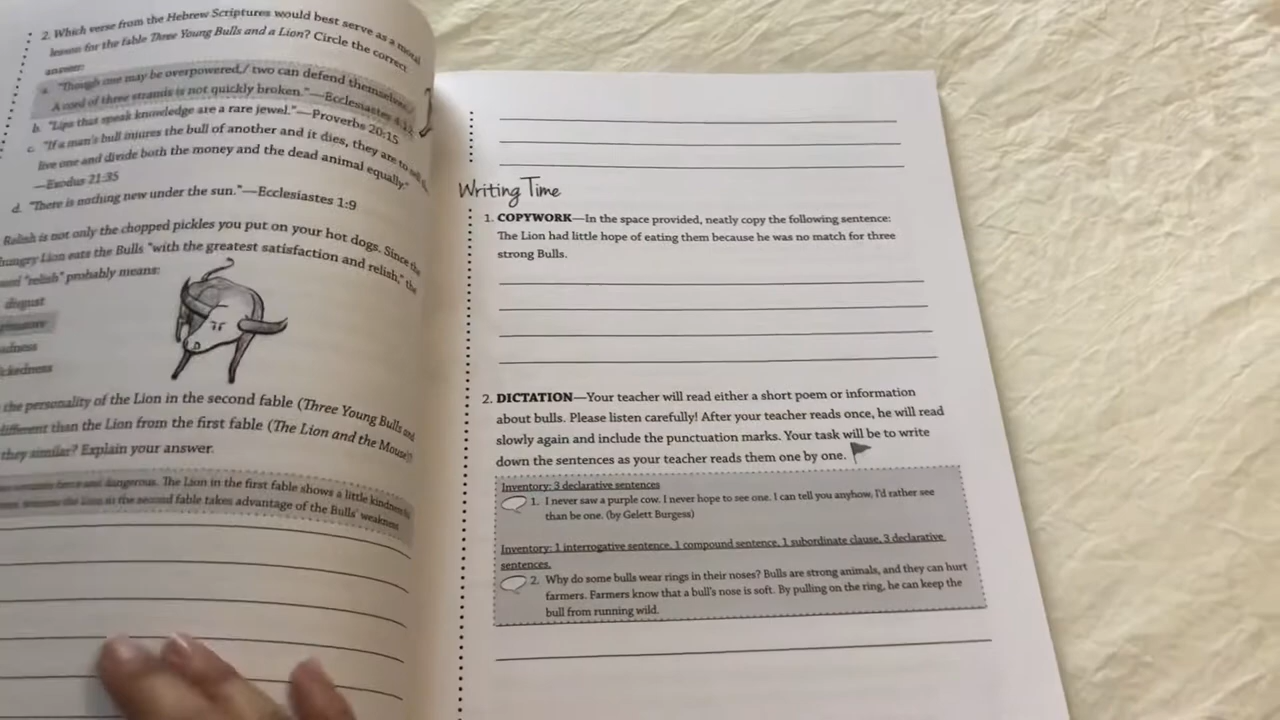 2. Which verse from the Hebrew Scriptures would best serve as a moral
lesson for the fable Three Young Bulls and a Lion? Circle the correct
answer:
a. "Though one may be overpowered,/ two can defend themselves./
A cord of three strands is not quickly broken."—Ecclesiastes 4:12
b. "Lips that speak knowledge are a rare jewel."—Proverbs 20:15
c. "If a man's bull injures the bull of another and it dies, they are to sell the
live one and divide both the money and the dead animal equally."
—Exodus 21:35
d. "There is nothing new under the sun."—Ecclesiastes 1:9
Relish is not only the chopped pickles you put on your hot dogs. Since the
hungry Lion eats the Bulls "with the greatest satisfaction and relish," the
word "relish" probably means:
disgust
the personality of the Lion in the second fable (Three Young Bulls and
different than the Lion from the first fable (The Lion and the Mouse)?
they similar? Explain your answer.
and dangerous. The Lion in the first fable shows a little kindness
the Lion in the second fable takes advantage of the Bulls' weakness
Writing Time
1. COPYWORK—In the space provided, neatly copy the following sentence:
The Lion had little hope of eating them because he was no match for three
strong Bulls.
2. DICTATION—Your teacher will read either a short poem or information
about bulls. Please listen carefully! After your teacher reads once, he will read
slowly again and include the punctuation marks. Your task will be to write
down the sentences as your teacher reads them one by one.
Inventory: 3 declarative sentences
1. I never saw a purple cow. I never hope to see one. I can tell you anyhow, I'd rather see
than be one. (by Gelett Burgess)
Inventory: 1 interrogative sentence, 1 compound sentence, 1 subordinate clause, 3 declarative
sentences.
2. Why do some bulls wear rings in their noses? Bulls are strong animals, and they can hurt
farmers. Farmers know that a bull's nose is soft. By pulling on the ring, he can keep the
bull from running wild.